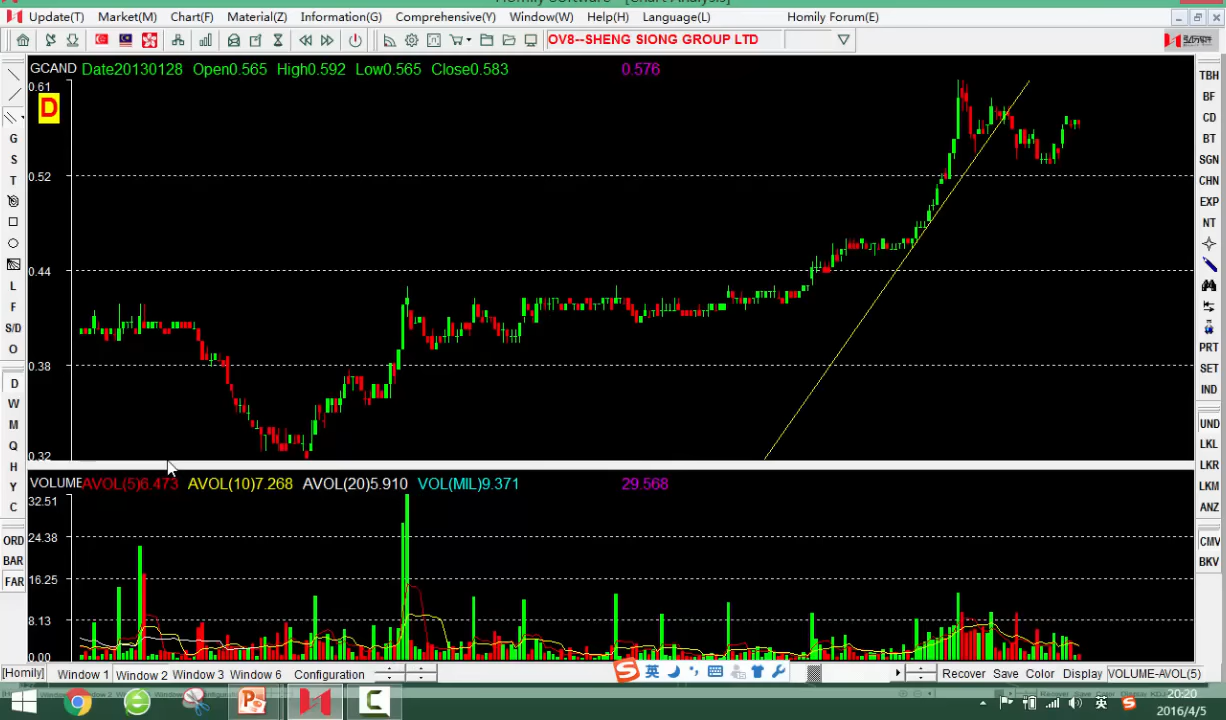 Homily Software - [Chart Analysis]
Update(T) Market(M) Chart(F) Material(Z) Information(G) Comprehensive(Y) Window(W) Help(H) Language(L) Homily Forum(E)
OV8--SHENG SIONG GROUP LTD
GCAND Date20130128 Open0.565 High0.592 Low0.565 Close0.583 0.576
D
0.61
0.52
0.44
0.38
0.32
G
S
T
L
F
S/D
O
D
W
M
Q
H
Y
C
ORD
BAR
FAR
TBH
BF
CD
BT
SGN
CHN
EXP
NT
PRT
SET
IND
UND
LKL
LKR
LKM
ANZ
CMV
BKV
VOLUME AVOL(5)6.473 AVOL(10)7.268 AVOL(20)5.910 VOL(MIL)9.371 29.568
32.51
24.38
16.25
8.13
0.00
[Homily] Window 1 Window 2 Window 3 Window 6 Configuration
英
Recover Save Color Display VOLUME-AVOL(5)
英
20:20
2016/4/5